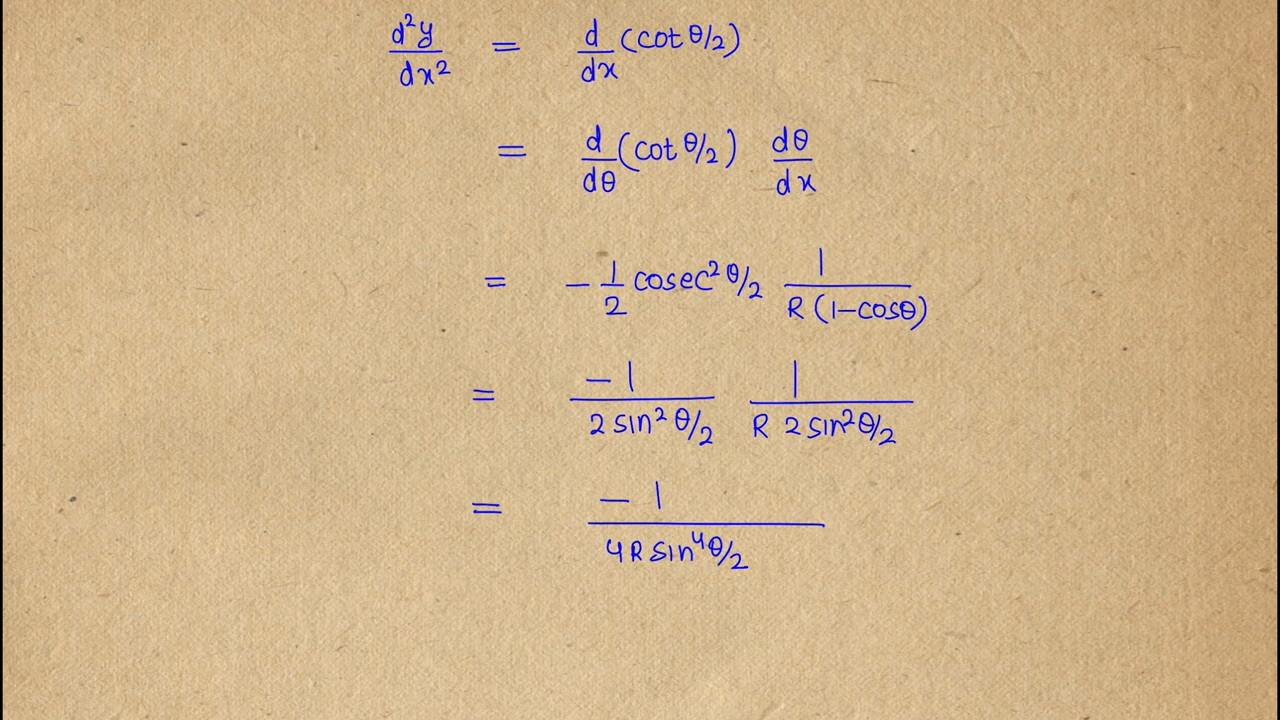 d²y/dx² = d/dx (cot θ/2)
= d/dθ (cot θ/2) dθ/dx
= -1/2 cosec² θ/2 1/R(1-cosθ)
= -1/2 sin² θ/2 1/R 2 sin² θ/2
= -1/4R sin⁴ θ/2